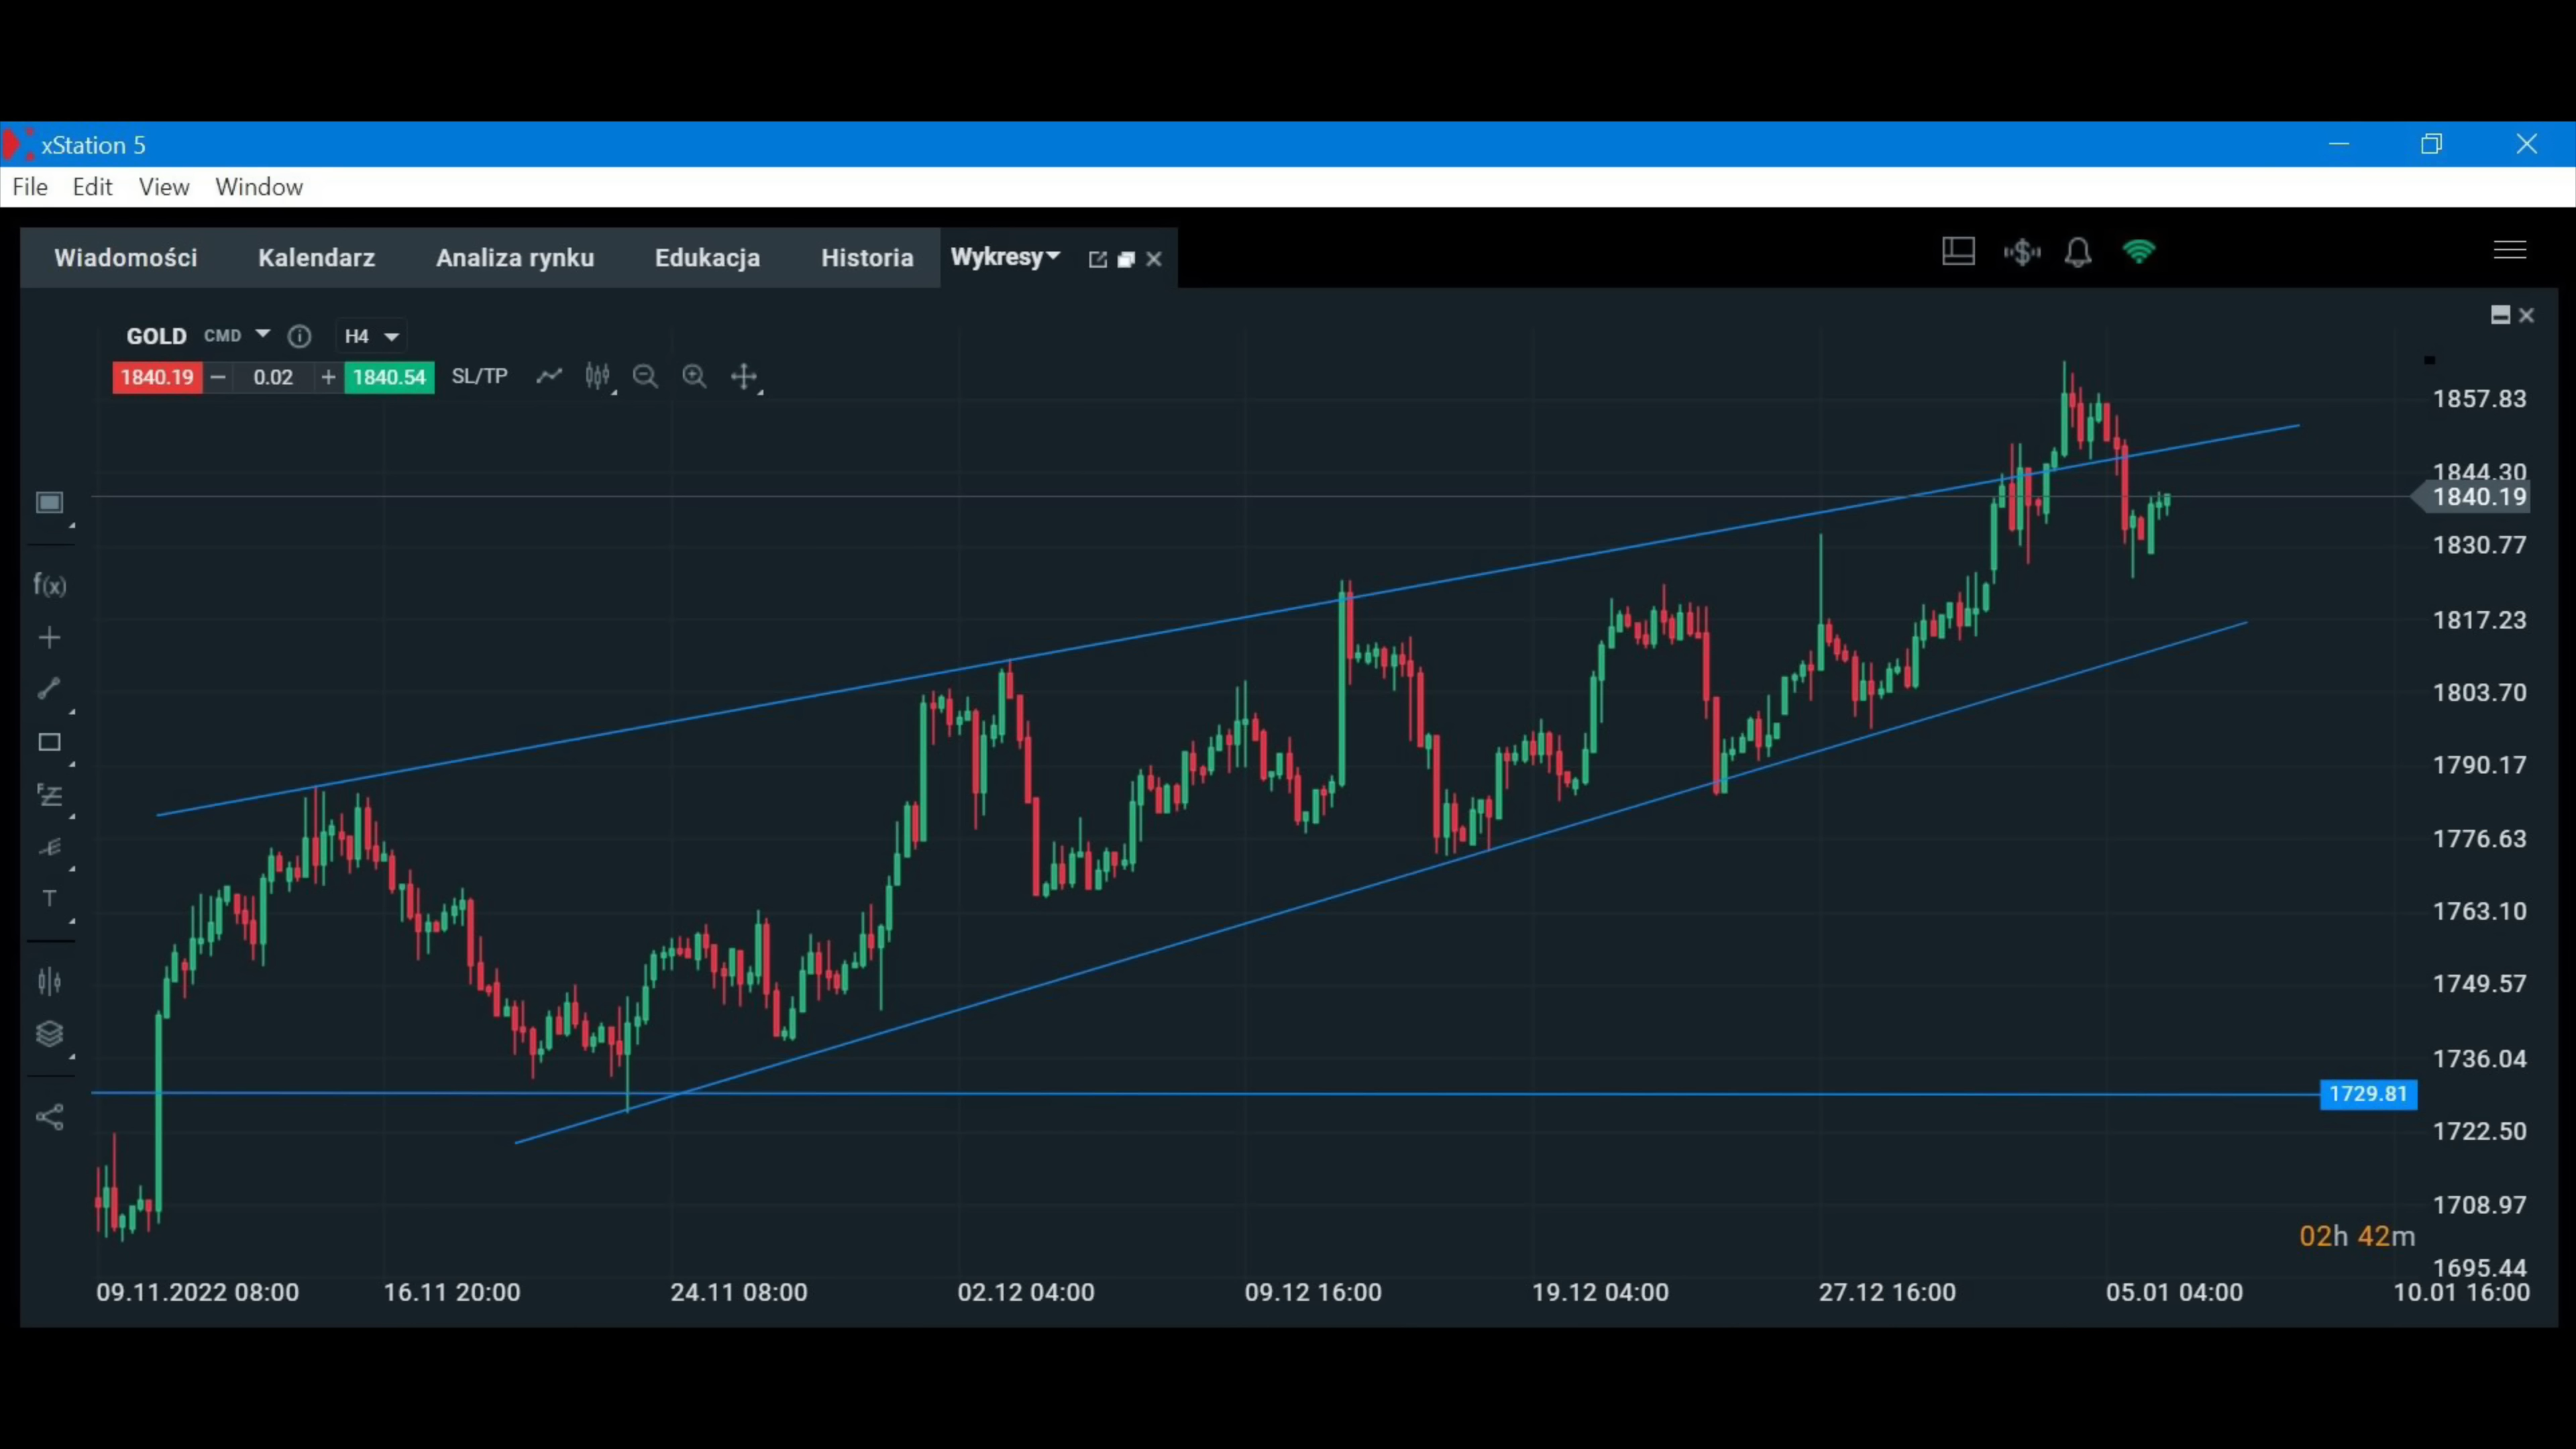 xStation 5
File Edit View Window
Wiadomości Kalendarz Analiza rynku Edukacja Historia Wykresy
GOLD CMD H4
1840.19 – 0.02 + 1840.54 SL/TP
1857.83
1844.30
1840.19
1830.77
f(x)
1817.23
1803.70
1790.17
F
1776.63
T
1763.10
1749.57
1736.04
1729.81
1722.50
1708.97
02h 42m
1695.44
09.11.2022 08:00 16.11 20:00 24.11 08:00 02.12 04:00 09.12 16:00 19.12 04:00 27.12 16:00 05.01 04:00 10.01 16:00